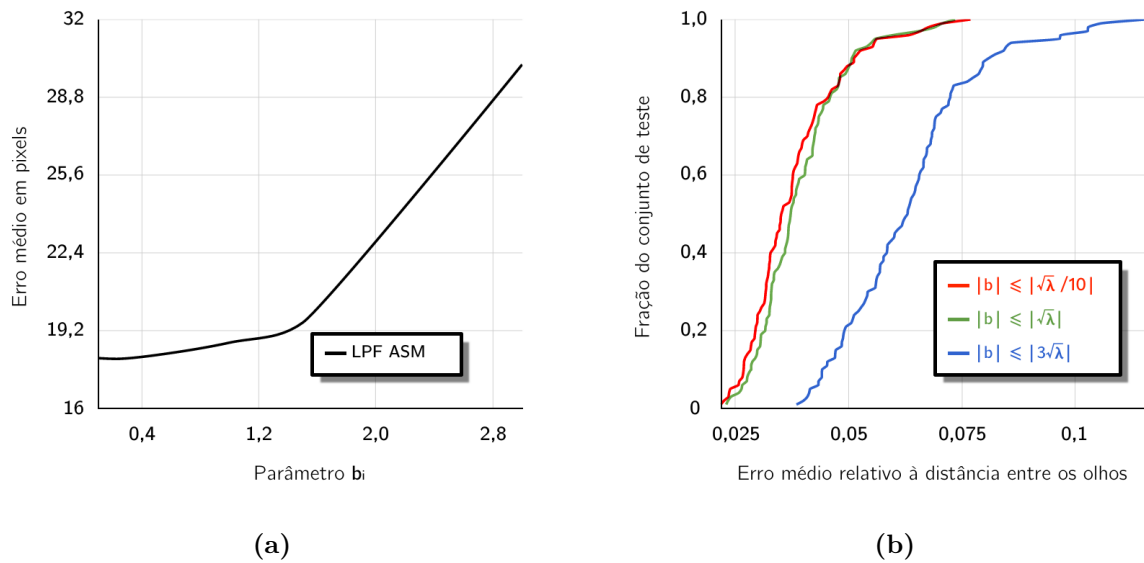 Erro médio em pixels
32
28,8
25,6
22,4
19,2
16
0,4 1,2 2,0 2,8
Parâmetro bi
LPF ASM
(a)
Fração do conjunto de teste
1,0
0,8
0,6
0,4
0,2
0
0,025 0,05 0,075 0,1
Erro médio relativo à distância entre os olhos
|b| ⩽ |√λ /10|
|b| ⩽ |√λ|
|b| ⩽ |3√λ|
(b)